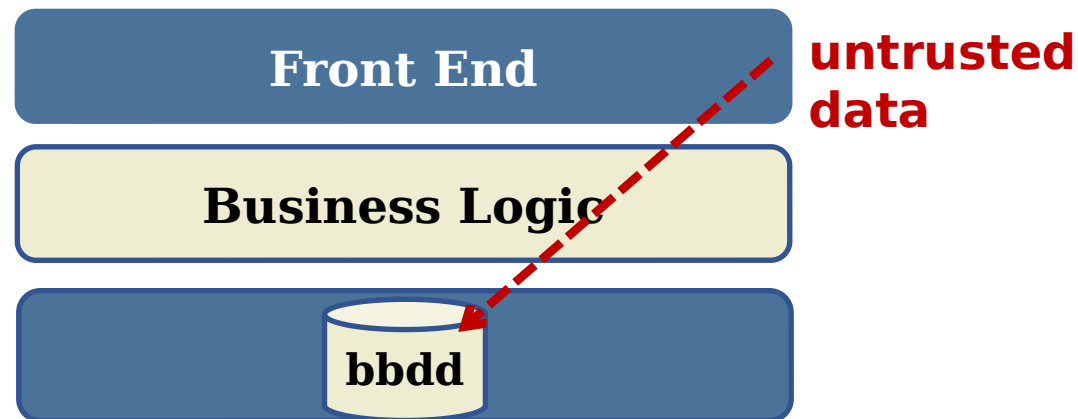 Front End
untrusted
data
Business Logic
bbdd